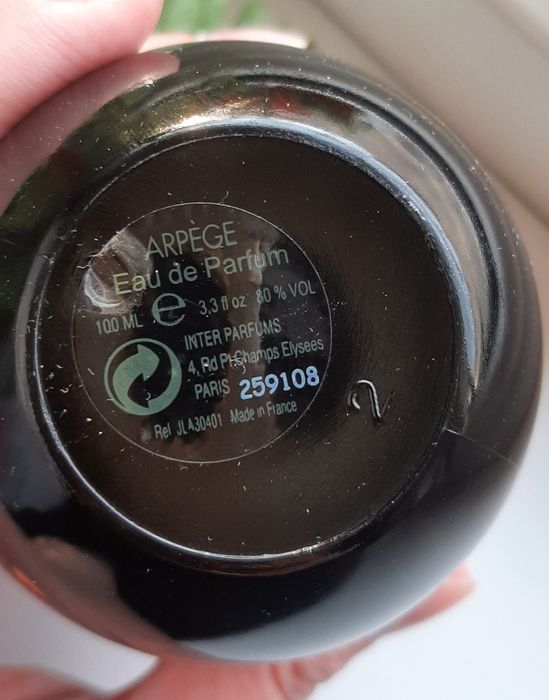 ARPÈGE
Eau de Parfum
100 ML e 3,3 fl oz 80 % VOL
INTER PARFUMS
4, Rd Pt Champs Elysees
PARIS 259108
Ref JLA30401 Made in France
2